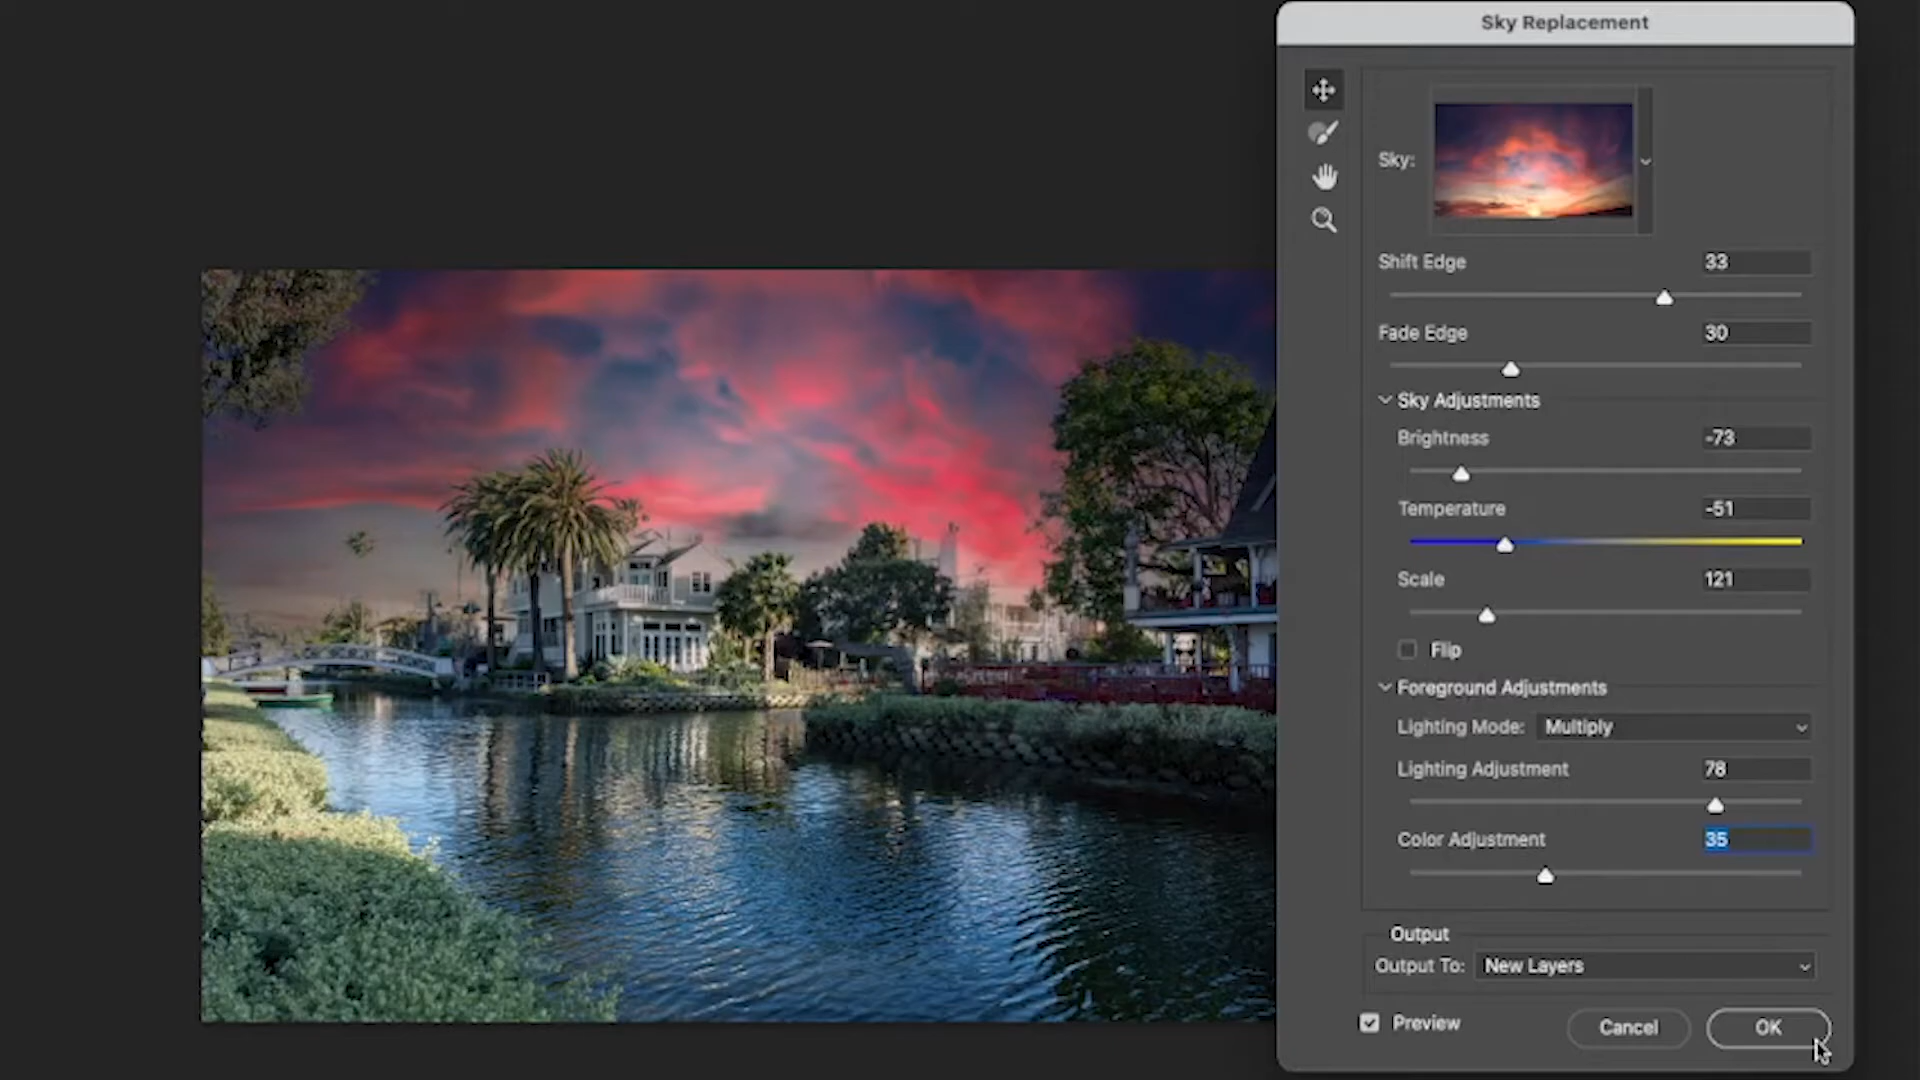 Sky Replacement
Sky:
Shift Edge 33
Fade Edge 30
Sky Adjustments
Brightness -73
Temperature -51
Scale 121
Flip
Foreground Adjustments
Lighting Mode: Multiply
Lighting Adjustment 78
Color Adjustment 35
Output
Output To: New Layers
Preview Cancel OK